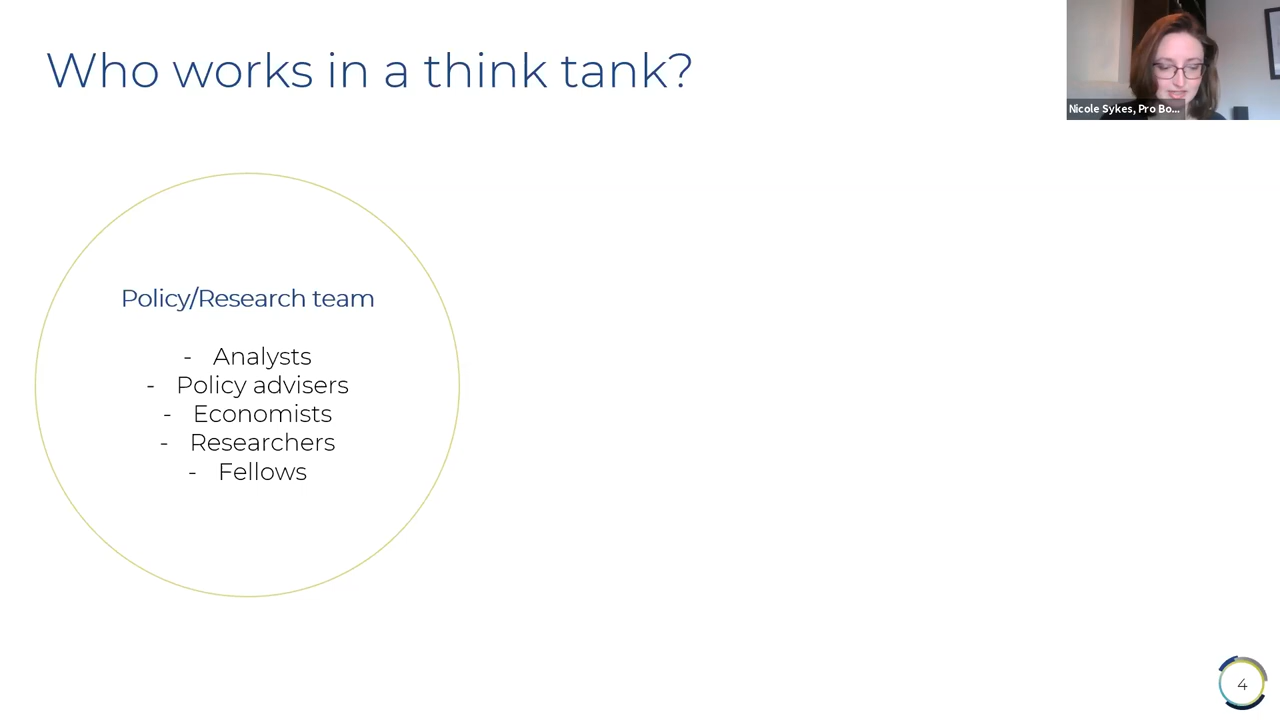 Who works in a think tank?
Nicole Sykes, Pro Bo...
Policy/Research team
- Analysts
- Policy advisers
- Economists
- Researchers
- Fellows
4